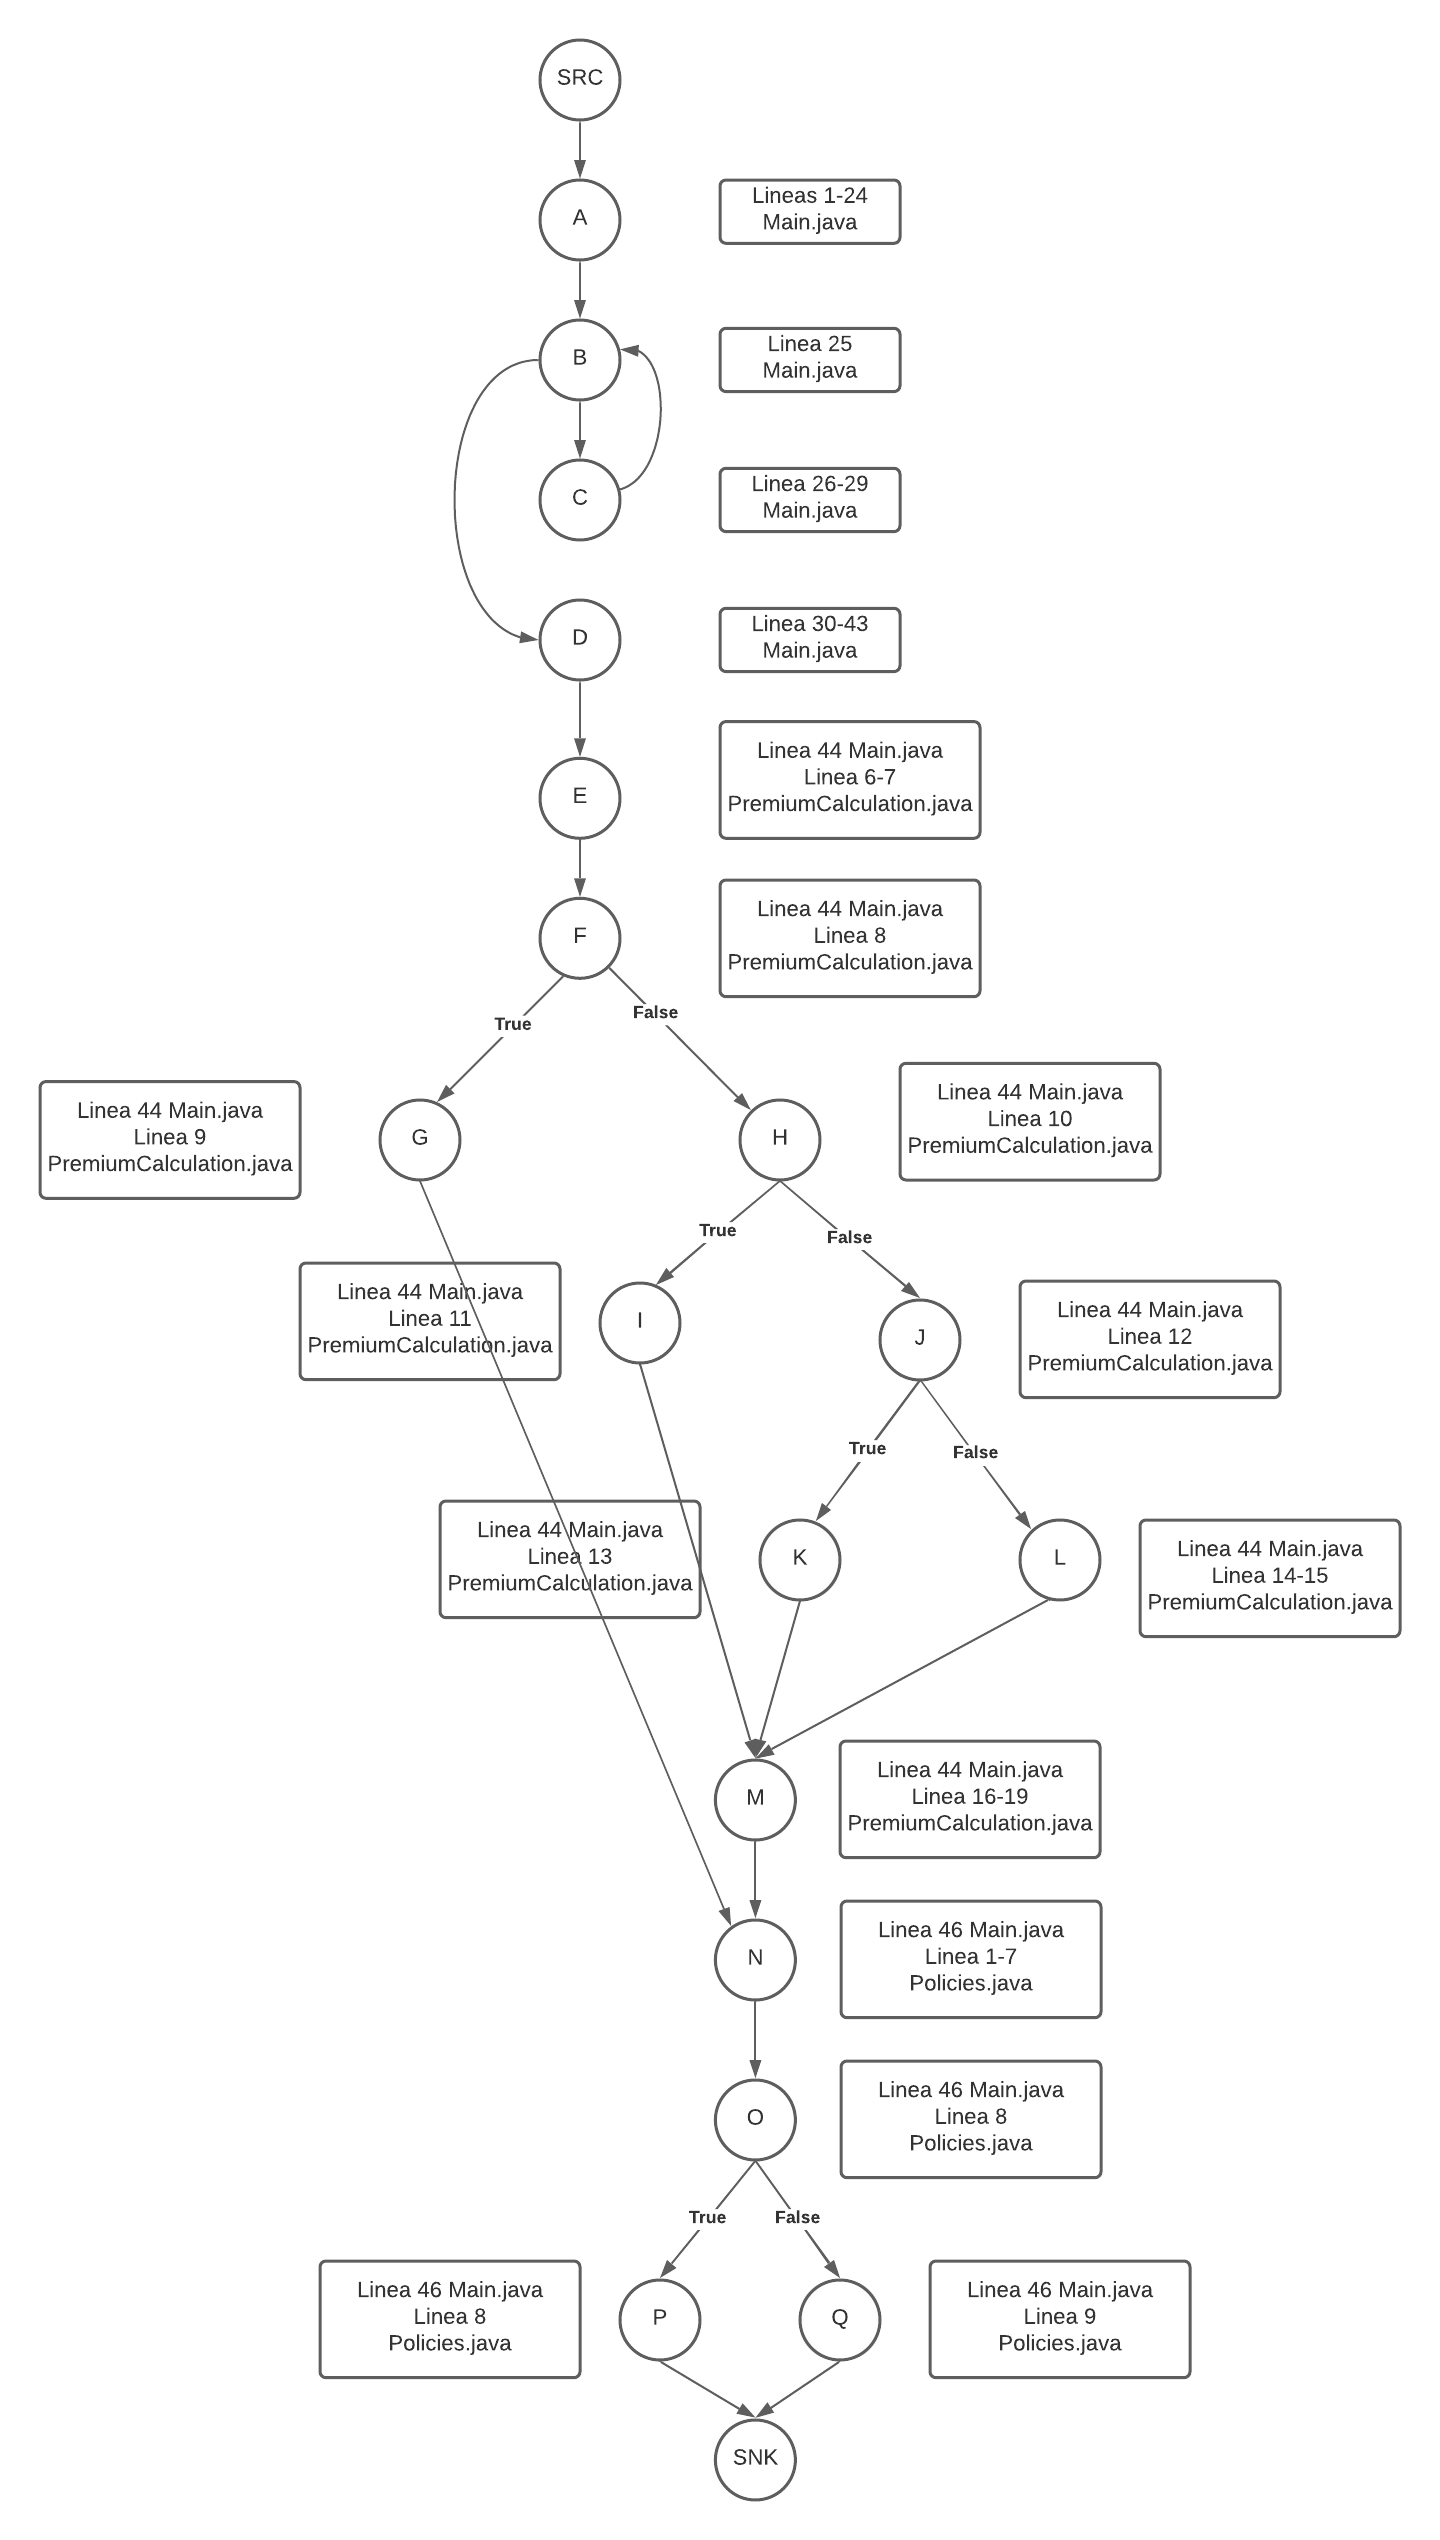 SRC
A
Lineas 1-24
Main.java
B
Linea 25
Main.java
C
Linea 26-29
Main.java
D
Linea 30-43
Main.java
E
Linea 44 Main.java
Linea 6-7
PremiumCalculation.java
F
Linea 44 Main.java
Linea 8
PremiumCalculation.java
True
False
Linea 44 Main.java
Linea 9
PremiumCalculation.java
G
H
Linea 44 Main.java
Linea 10
PremiumCalculation.java
True
False
Linea 44 Main.java
Linea 11
PremiumCalculation.java
I
J
Linea 44 Main.java
Linea 12
PremiumCalculation.java
True
False
Linea 44 Main.java
Linea 13
PremiumCalculation.java
K
L
Linea 44 Main.java
Linea 14-15
PremiumCalculation.java
M
Linea 44 Main.java
Linea 16-19
PremiumCalculation.java
N
Linea 46 Main.java
Linea 1-7
Policies.java
O
Linea 46 Main.java
Linea 8
Policies.java
True
False
Linea 46 Main.java
Linea 8
Policies.java
P
Q
Linea 46 Main.java
Linea 9
Policies.java
SNK